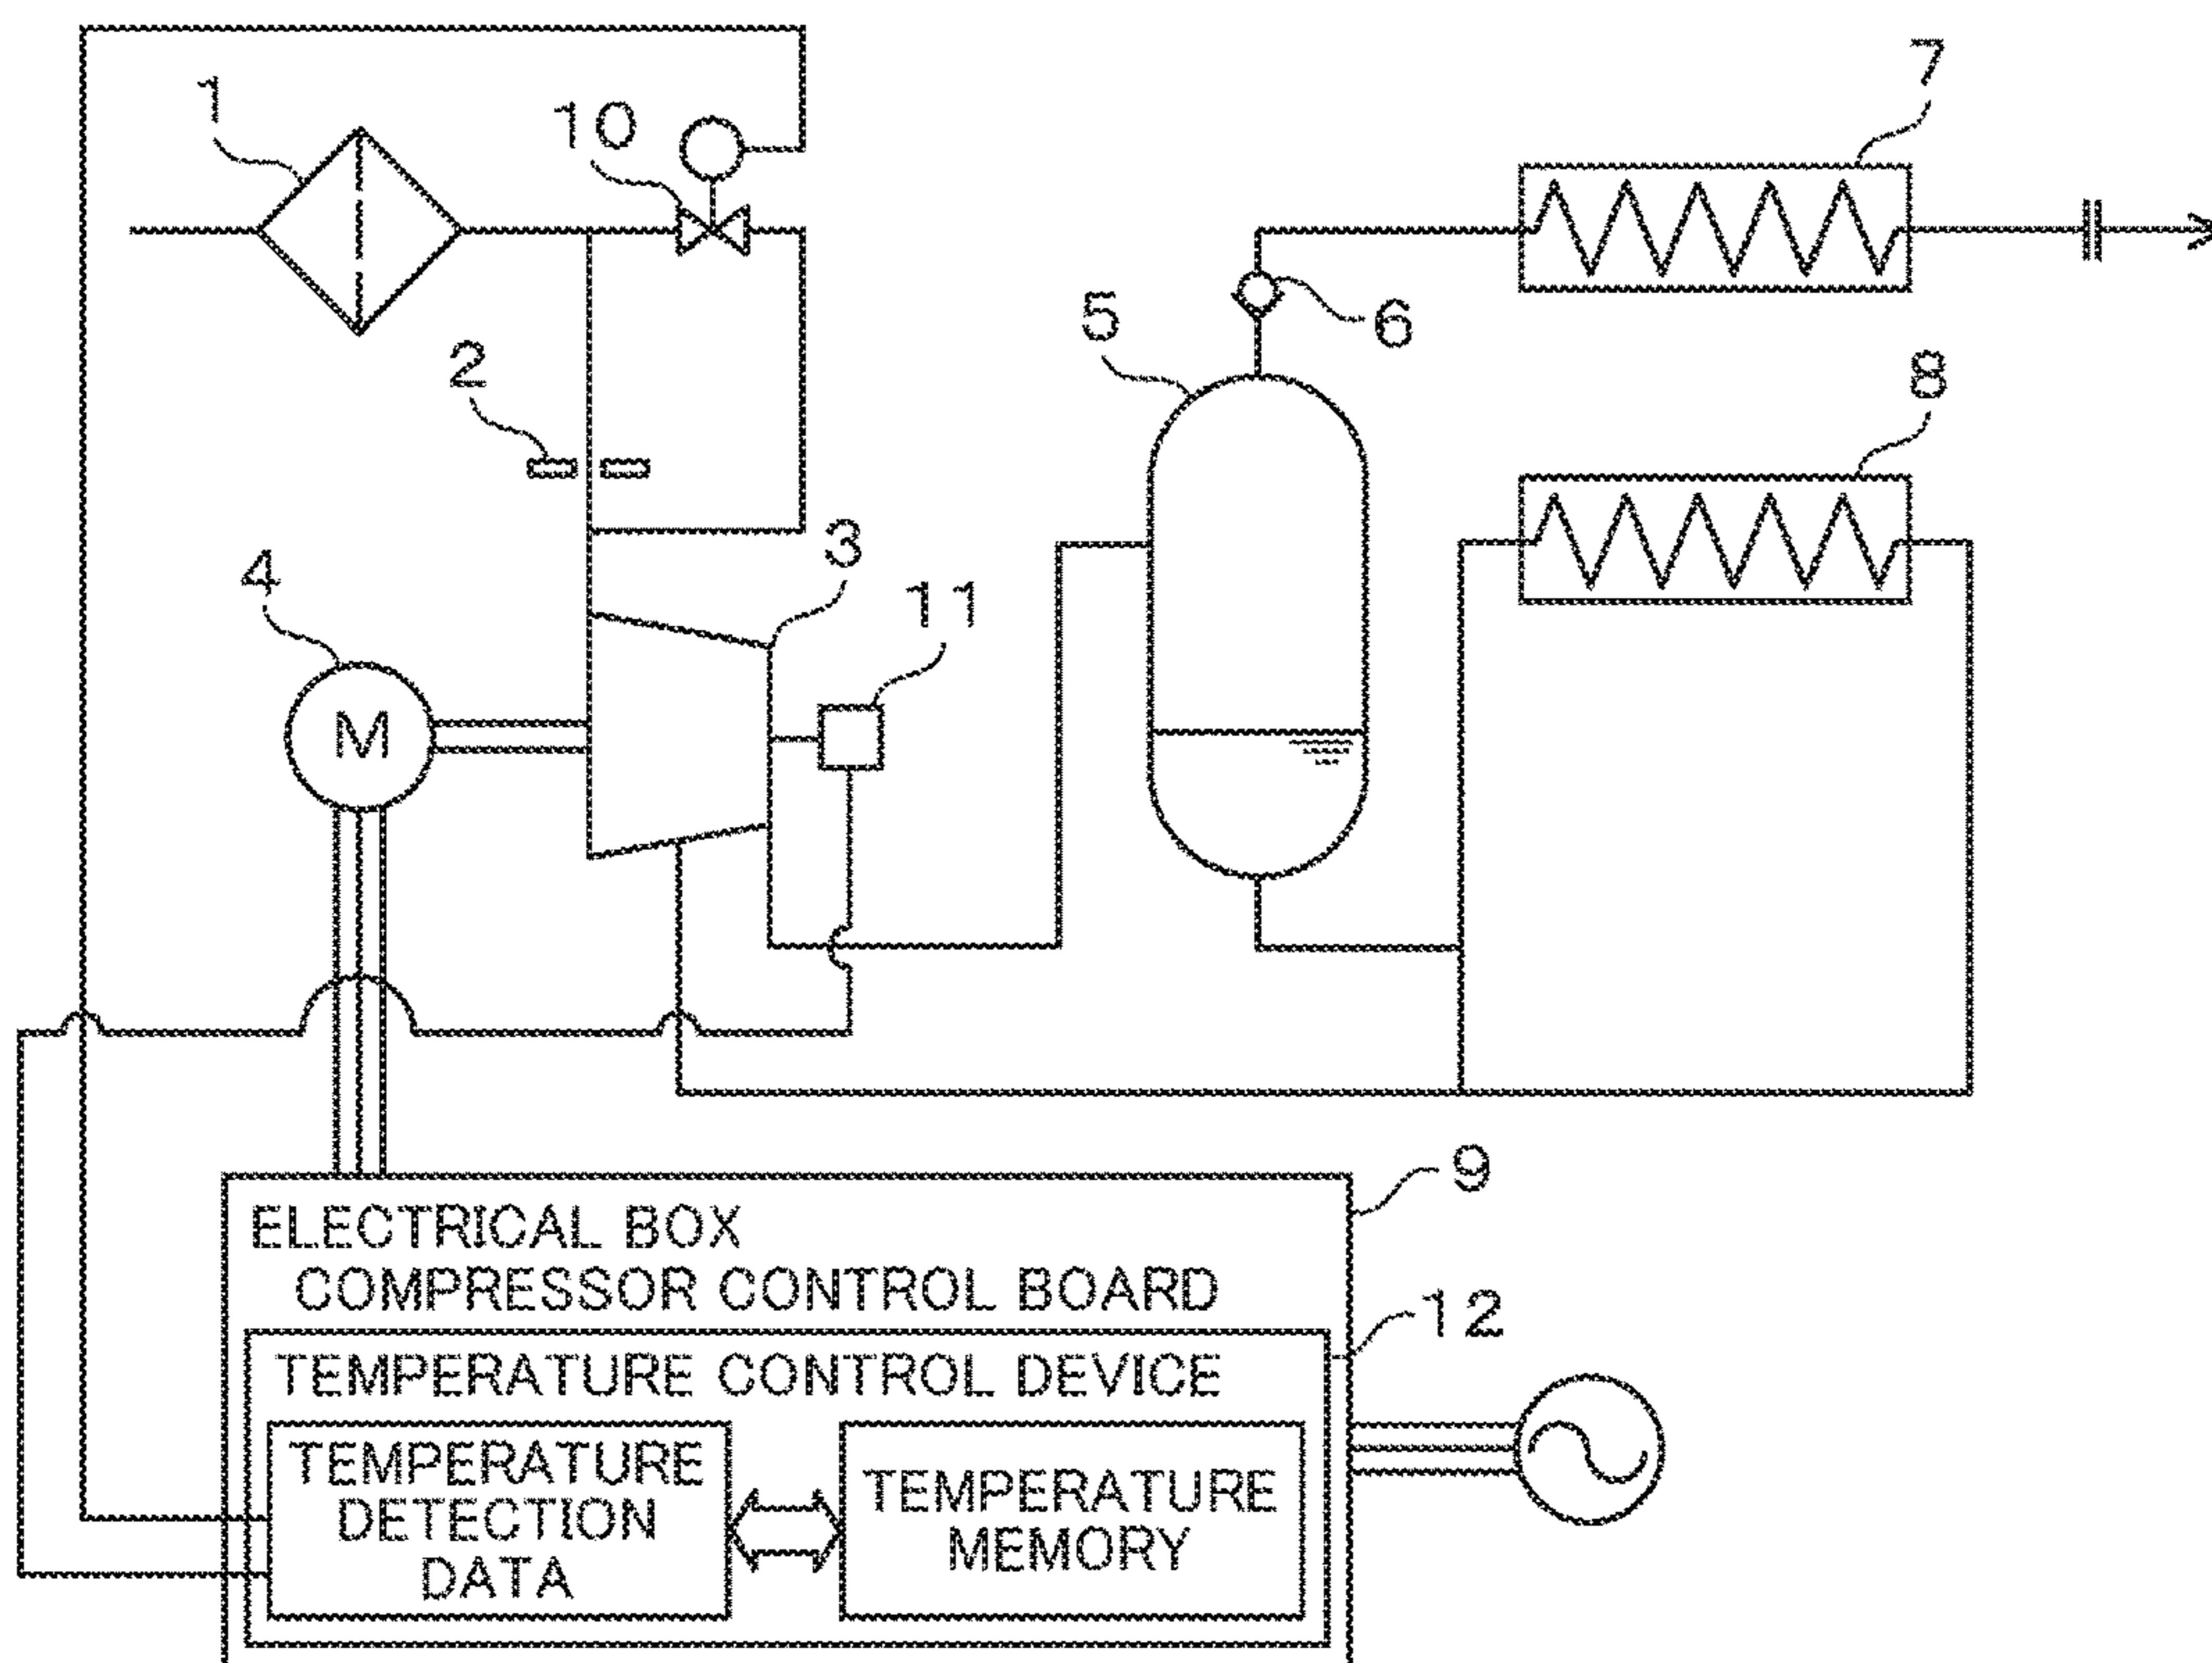 1
10
7
2
5
6
8
3
4
11
M
9
ELECTRICAL BOX
COMPRESSOR CONTROL BOARD
12
TEMPERATURE CONTROL DEVICE
TEMPERATURE
DETECTION
DATA
TEMPERATURE
MEMORY